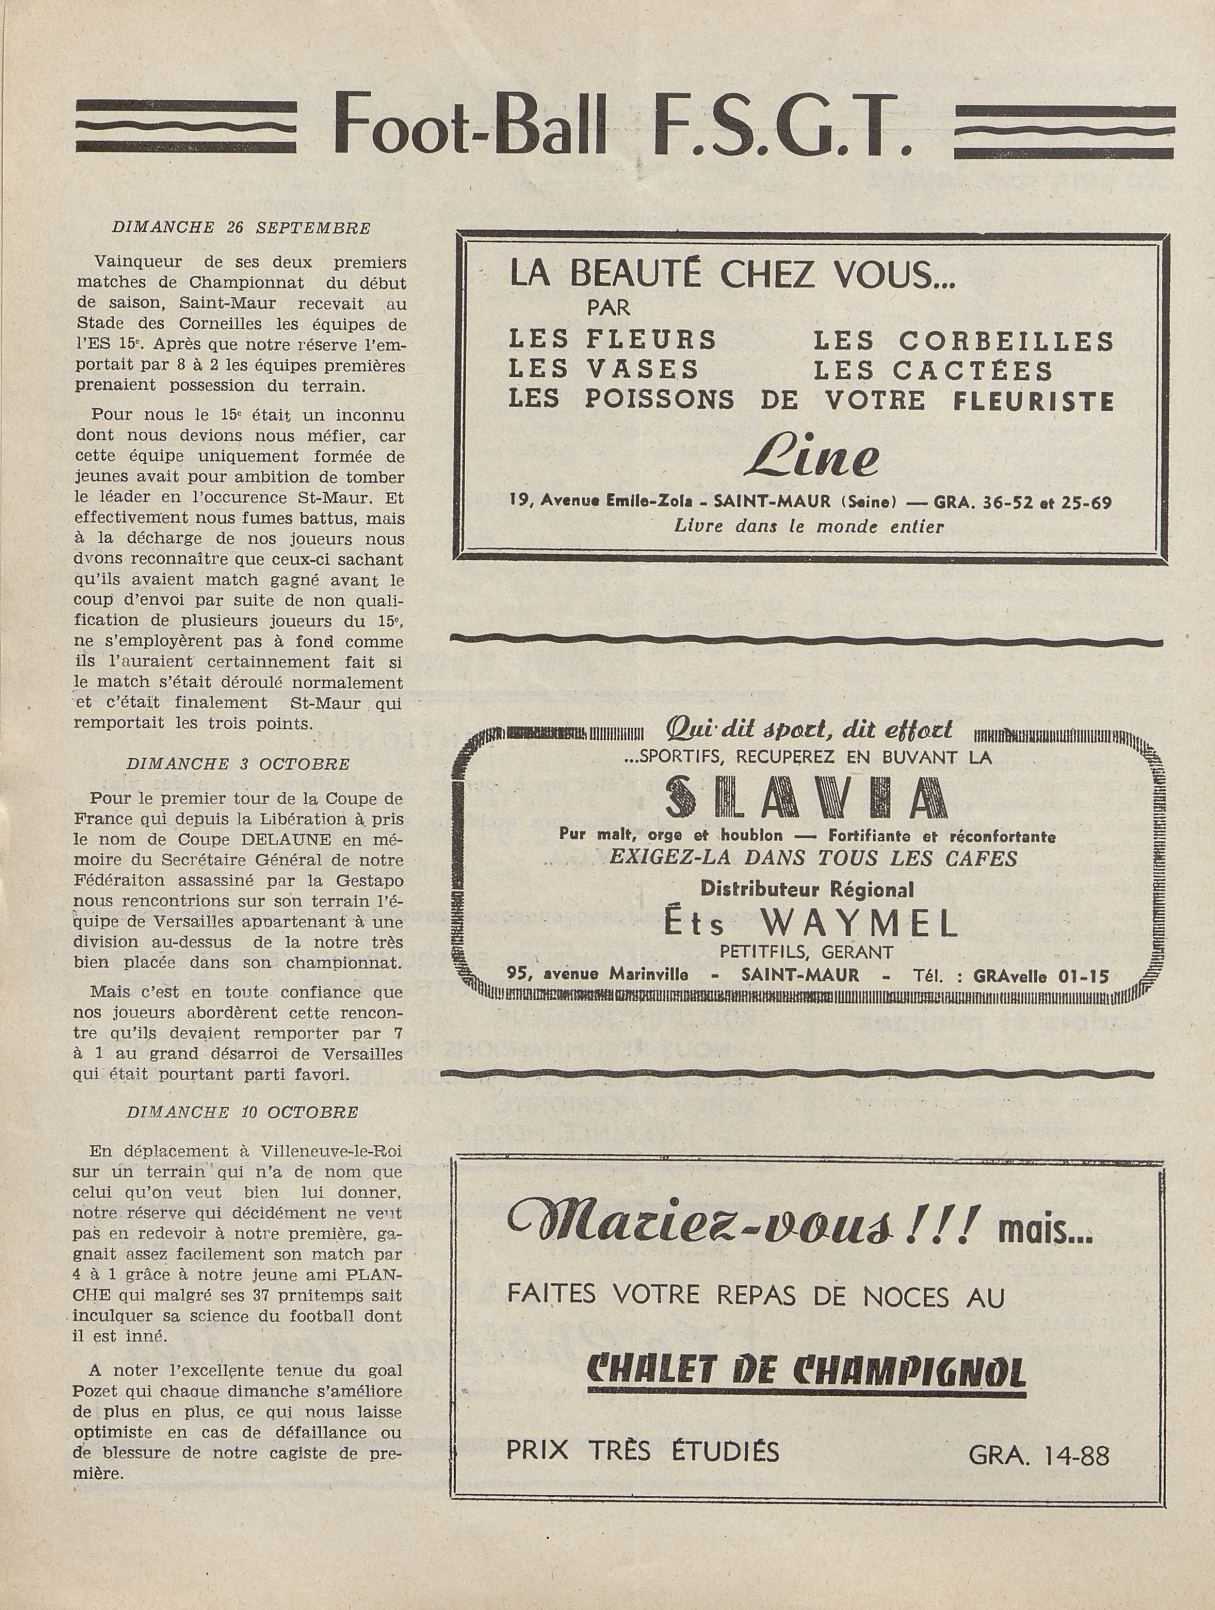 Foot-Ball F.S.G.T.
DIMANCHE 26 SEPTEMBRE
Vainqueur de ses deux premiers
matches de Championnat du début
de saison, Saint-Maur recevait au
Stade des Corneilles les équipes de
l'ES 15e. Après que notre réserve l'em-
portait par 8 à 2 les équipes premières
prenaient possession du terrain.
Pour nous le 15e était un inconnu
dont nous devions nous méfier, car
cette équipe uniquement formée de
jeunes avait pour ambition de tomber
le léader en l'occurence St-Maur. Et
effectivement nous fumes battus, mais
à la décharge de nos joueurs nous
dvons reconnaître que ceux-ci sachant
qu'ils avaient match gagné avant le
coup d'envoi par suite de non quali-
fication de plusieurs joueurs du 15e,
ne s'employèrent pas à fond comme
ils l'auraient certainnement fait si
le match s'était déroulé normalement
et c'était finalement St-Maur qui
remportait les trois points.
DIMANCHE 3 OCTOBRE
Pour le premier tour de la Coupe de
France qui depuis la Libération à pris
le nom de Coupe DELAUNE en mé-
moire du Secrétaire Général de notre
Fédéraiton assassiné par la Gestapo
nous rencontrions sur son terrain l'é-
quipe de Versailles appartenant à une
division au-dessus de la notre très
bien placée dans son championnat.
Mais c'est en toute confiance que
nos joueurs abordèrent cette rencon-
tre qu'ils devaient remporter par 7
à 1 au grand désarroi de Versailles
qui était pourtant parti favori.
DIMANCHE 10 OCTOBRE
En déplacement à Villeneuve-le-Roi
sur un terrain qui n'a de nom que
celui qu'on veut bien lui donner,
notre réserve qui décidément ne veut
pas en redevoir à notre première, ga-
gnait assez facilement son match par
4 à 1 grâce à notre jeune ami PLAN-
CHE qui malgré ses 37 prnitemps sait
inculquer sa science du football dont
il est inné.
A noter l'excellente tenue du goal
Pozet qui chaque dimanche s'améliore
de plus en plus, ce qui nous laisse
optimiste en cas de défaillance ou
de blessure de notre cagiste de pre-
mière.
LA BEAUTÉ CHEZ VOUS...
PAR
LES FLEURS LES CORBEILLES
LES VASES LES CACTÉES
LES POISSONS DE VOTRE FLEURISTE
Line
19, Avenue Emile-Zola - SAINT-MAUR (Seine) — GRA. 36-52 et 25-69
Livre dans le monde entier
Qui dit sport, dit effort
...SPORTIFS, RECUPEREZ EN BUVANT LA
SLAVIA
Pur malt, orge et houblon — Fortifiante et réconfortante
EXIGEZ-LA DANS TOUS LES CAFES
Distributeur Régional
Éts WAYMEL
PETITFILS, GERANT
95, avenue Marinville - SAINT-MAUR - Tél. : GRAvelle 01-15
Mariez-vous !!! mais...
FAITES VOTRE REPAS DE NOCES AU
CHALET DE CHAMPIGNOL
PRIX TRÈS ÉTUDIÉS GRA. 14-88